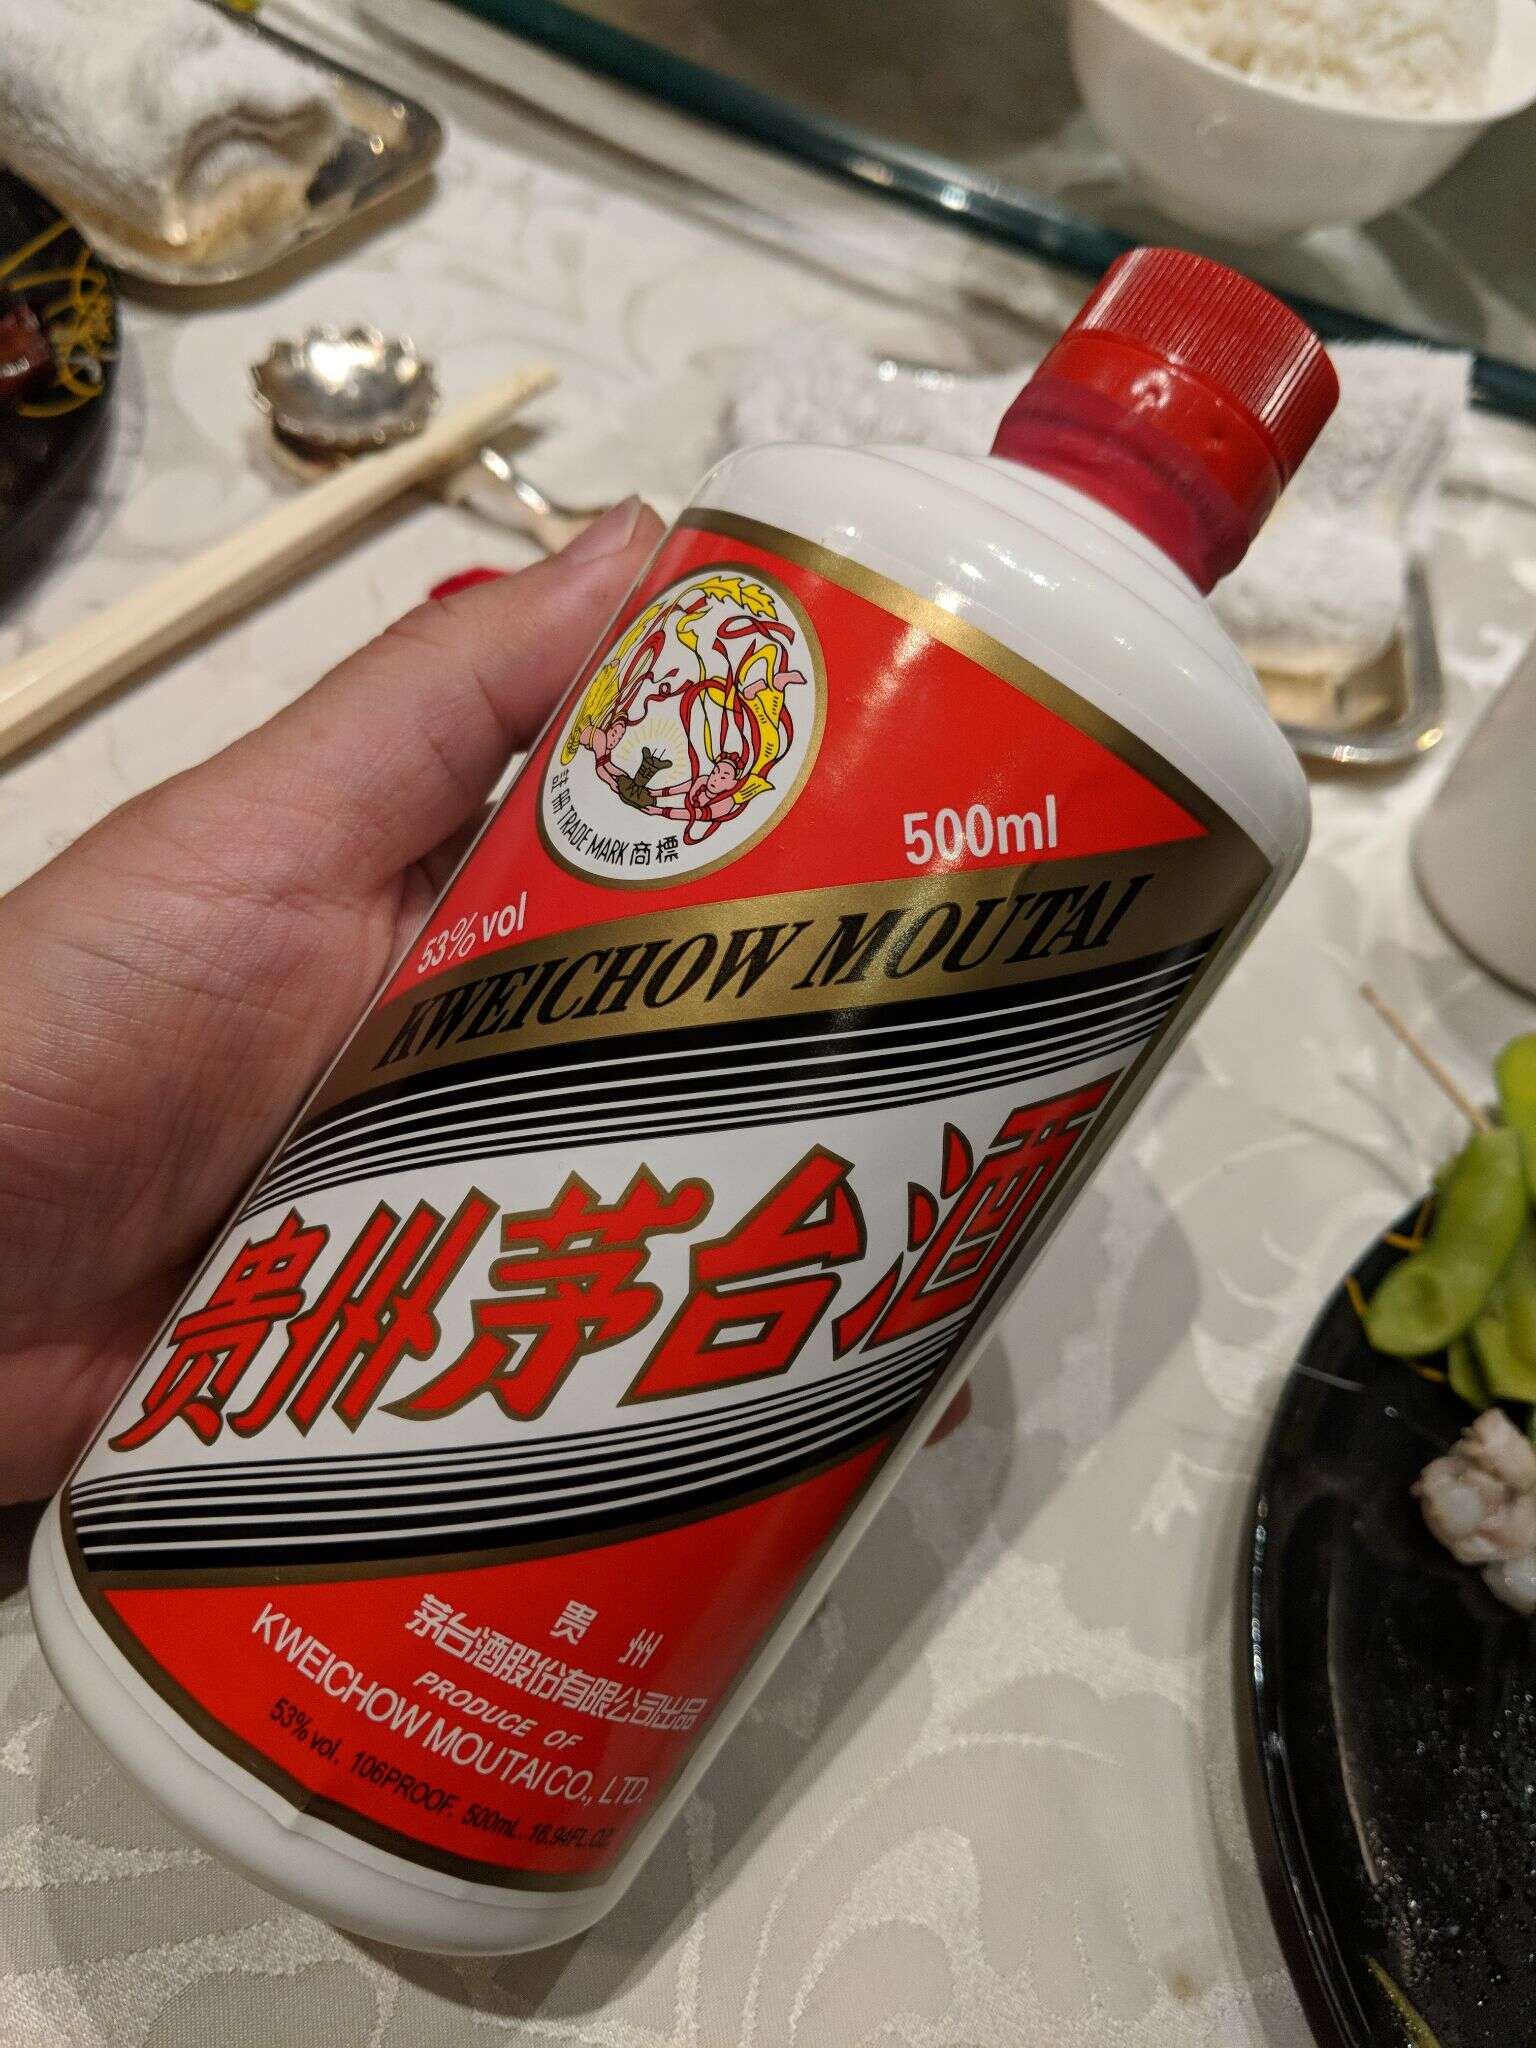 註册 TRADE MARK 商標
500ml
53%vol
KWEICHOW MOUTAI
贵州茅台酒
贵州
茅台酒股份有限公司出品
PRODUCE OF
KWEICHOW MOUTAI CO., LTD.
53%vol. 106PROOF. 500mL. 16.94FL.OZ